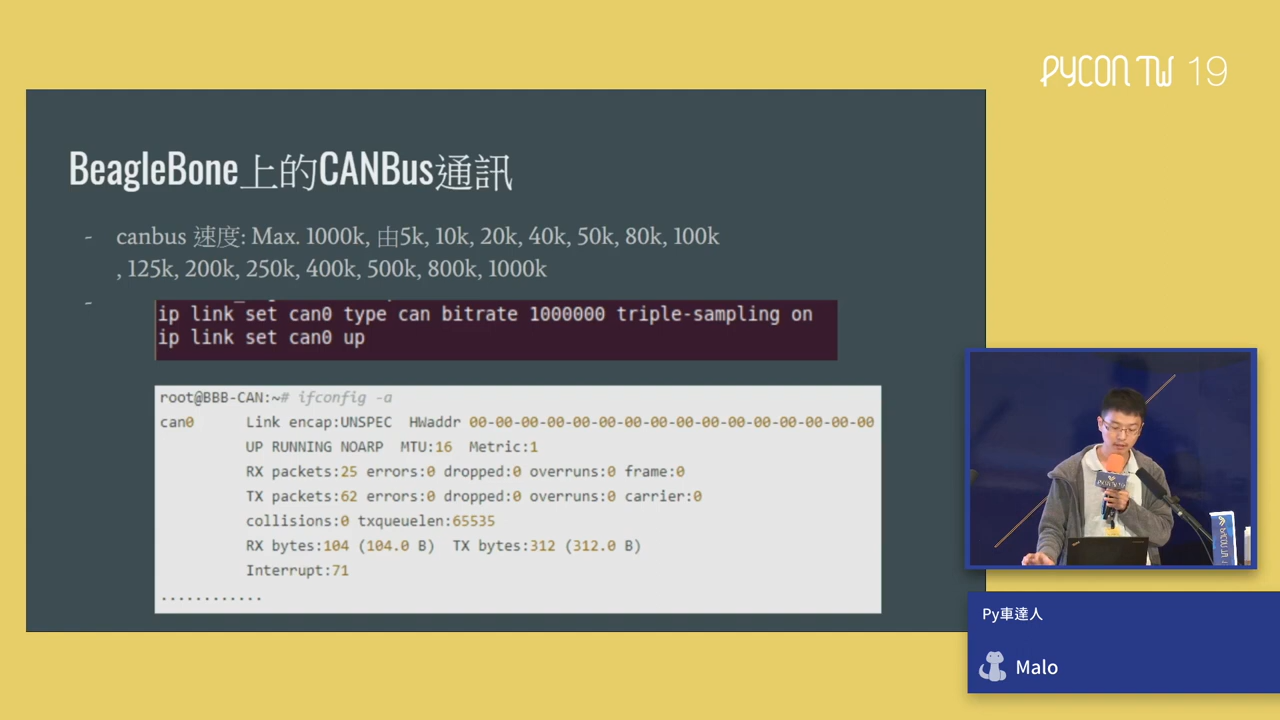 PYCON TW 19
BeagleBone上的CANBus通訊
- canbus 速度: Max. 1000k, 由5k, 10k, 20k, 40k, 50k, 80k, 100k
, 125k, 200k, 250k, 400k, 500k, 800k, 1000k
-
ip link set can0 type can bitrate 1000000 triple-sampling on
ip link set can0 up
root@BBB-CAN:~# ifconfig -a
can0 Link encap:UNSPEC HWaddr 00-00-00-00-00-00-00-00-00-00-00-00-00-00-00-00
UP RUNNING NOARP MTU:16 Metric:1
RX packets:25 errors:0 dropped:0 overruns:0 frame:0
TX packets:62 errors:0 dropped:0 overruns:0 carrier:0
collisions:0 txqueuelen:65535
RX bytes:104 (104.0 B) TX bytes:312 (312.0 B)
Interrupt:71
............
Py車達人
Malo